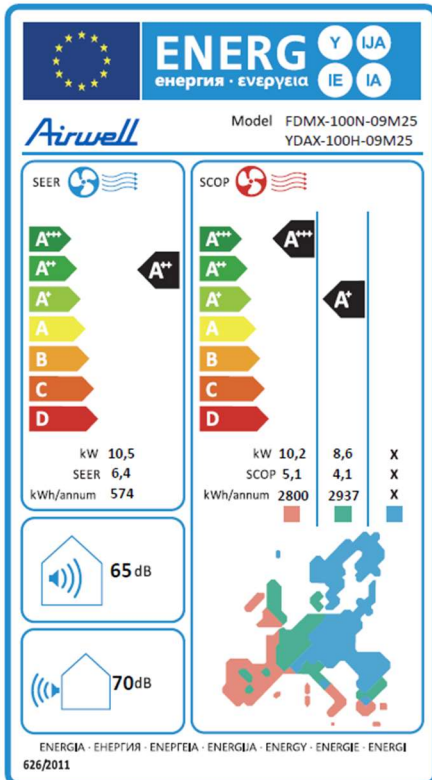 ENERG
енергия · ενεργεια
Y IJA
IE IA
Airwell
Model FDMX-100N-09M25
YDAX-100H-09M25
SEER
A+++
A++
A+
A
B
C
D
A++
kW 10,5
SEER 6,4
kWh/annum 574
SCOP
A+++
A++
A+
A
B
C
D
A+++
A+
kW 10,2 8,6 X
SCOP 5,1 4,1 X
kWh/annum 2800 2937 X
65 dB
70dB
ENERGIA · ЕНЕРГИЯ · ΕΝΕΡΓΕΙΑ · ENERGIJA · ENERGY · ENERGIE · ENERGI
626/2011